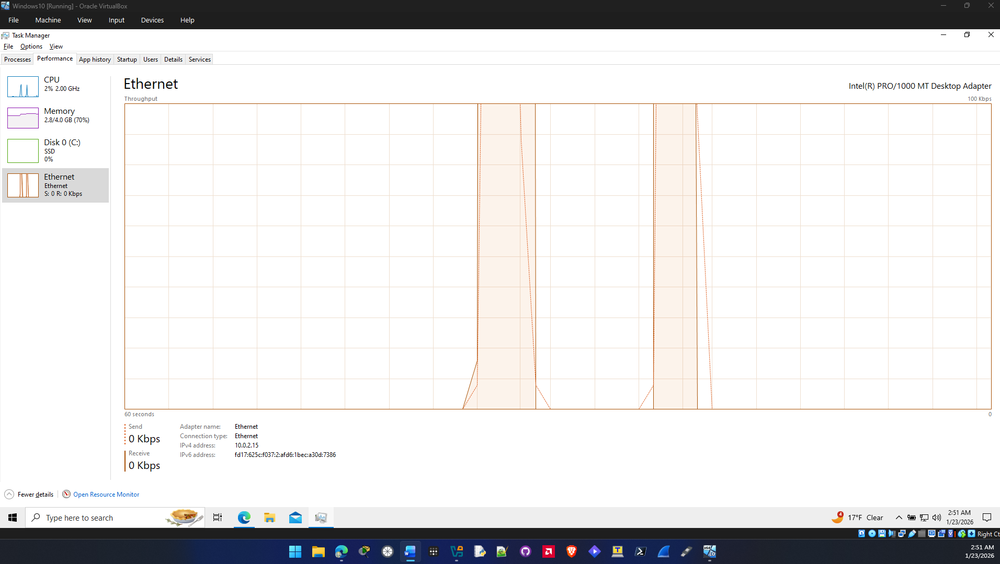 Windows10 [Running] - Oracle VirtualBox
File Machine View Input Devices Help
Task Manager
File Options View
Processes Performance App history Startup Users Details Services
CPU
2% 2.00 GHz
Memory
2.8/4.0 GB (70%)
Disk 0 (C:)
SSD
0%
Ethernet
Ethernet
S: 0 R: 0 Kbps
Ethernet
Intel(R) PRO/1000 MT Desktop Adapter
Throughput
100 Kbps
60 seconds
0
Send
0 Kbps
Receive
0 Kbps
Adapter name: Ethernet
Connection type: Ethernet
IPv4 address: 10.0.2.15
IPv6 address: fd17:625c:f037:2:afd6:1bec:a30d:7386
Fewer details
Open Resource Monitor
Type here to search
4
17°F Clear
2:51 AM
1/23/2026
Right Ct
2:51 AM
1/23/2026